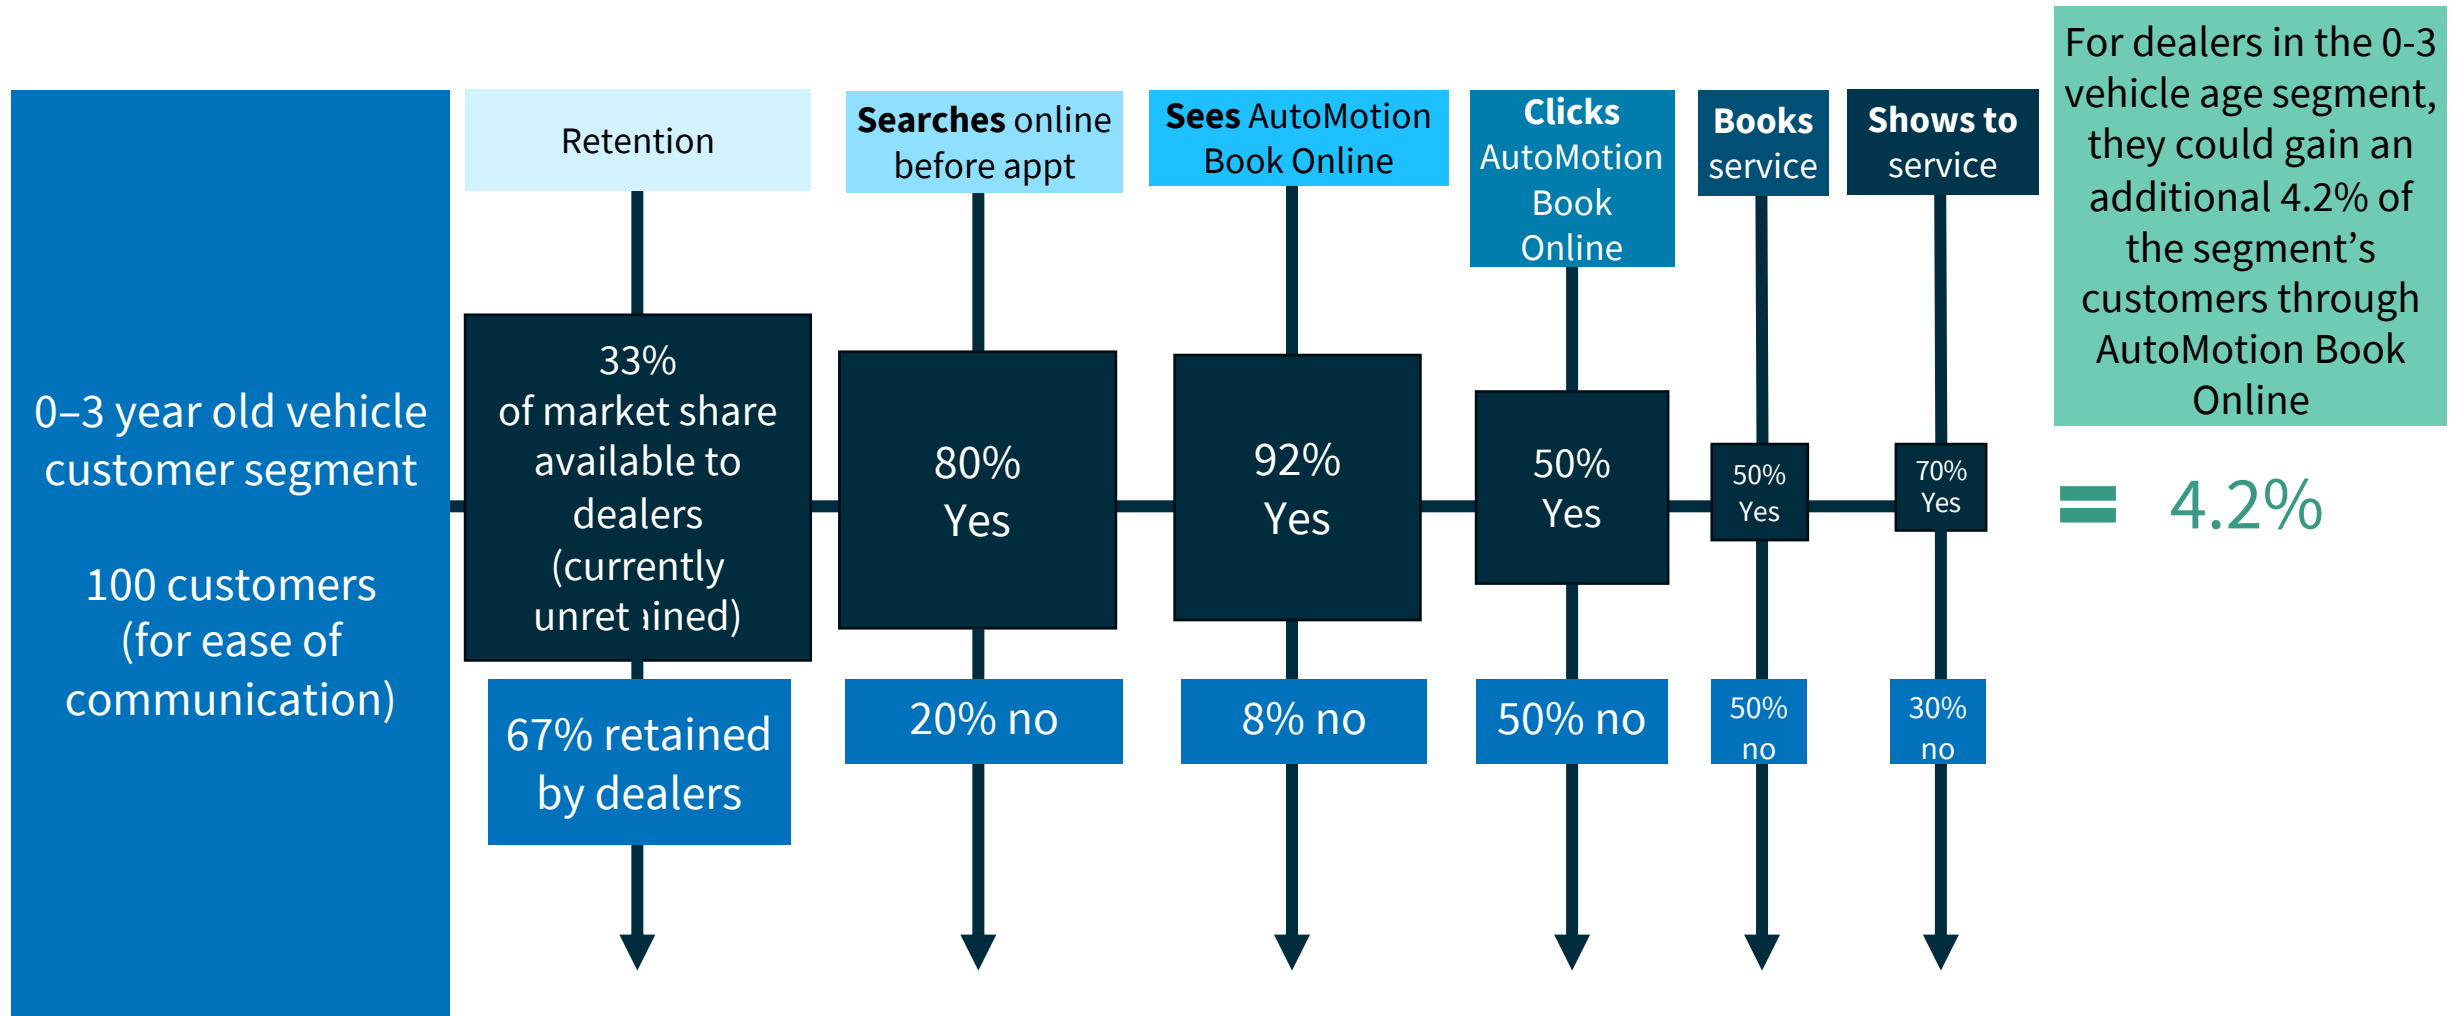 0–3 year old vehicle
customer segment
100 customers
(for ease of
communication)
Retention
33%
of market share
available to
dealers
(currently
unretained)
67% retained
by dealers
Searches online
before appt
80%
Yes
20% no
Sees AutoMotion
Book Online
92%
Yes
8% no
Clicks
AutoMotion
Book
Online
50%
Yes
50% no
Books
service
50%
Yes
50%
no
Shows to
service
70%
Yes
30%
no
For dealers in the 0-3
vehicle age segment,
they could gain an
additional 4.2% of
the segment’s
customers through
AutoMotion Book
Online
= 4.2%